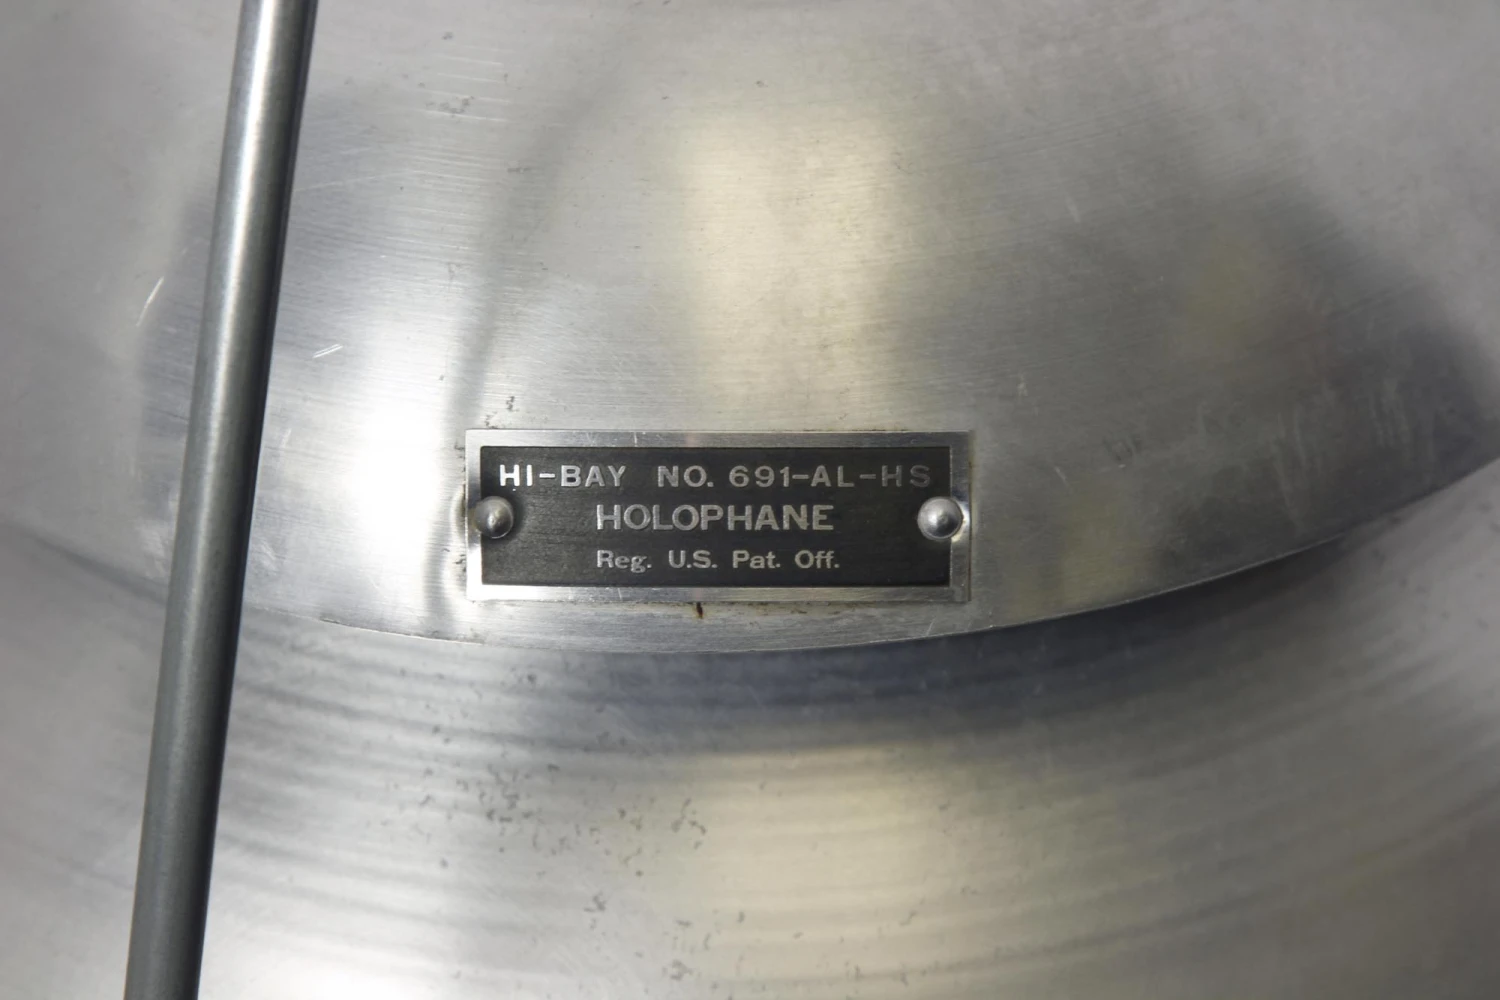 HI-BAY NO. 691-AL-HS
HOLOPHANE
Reg. U.S. Pat. Off.